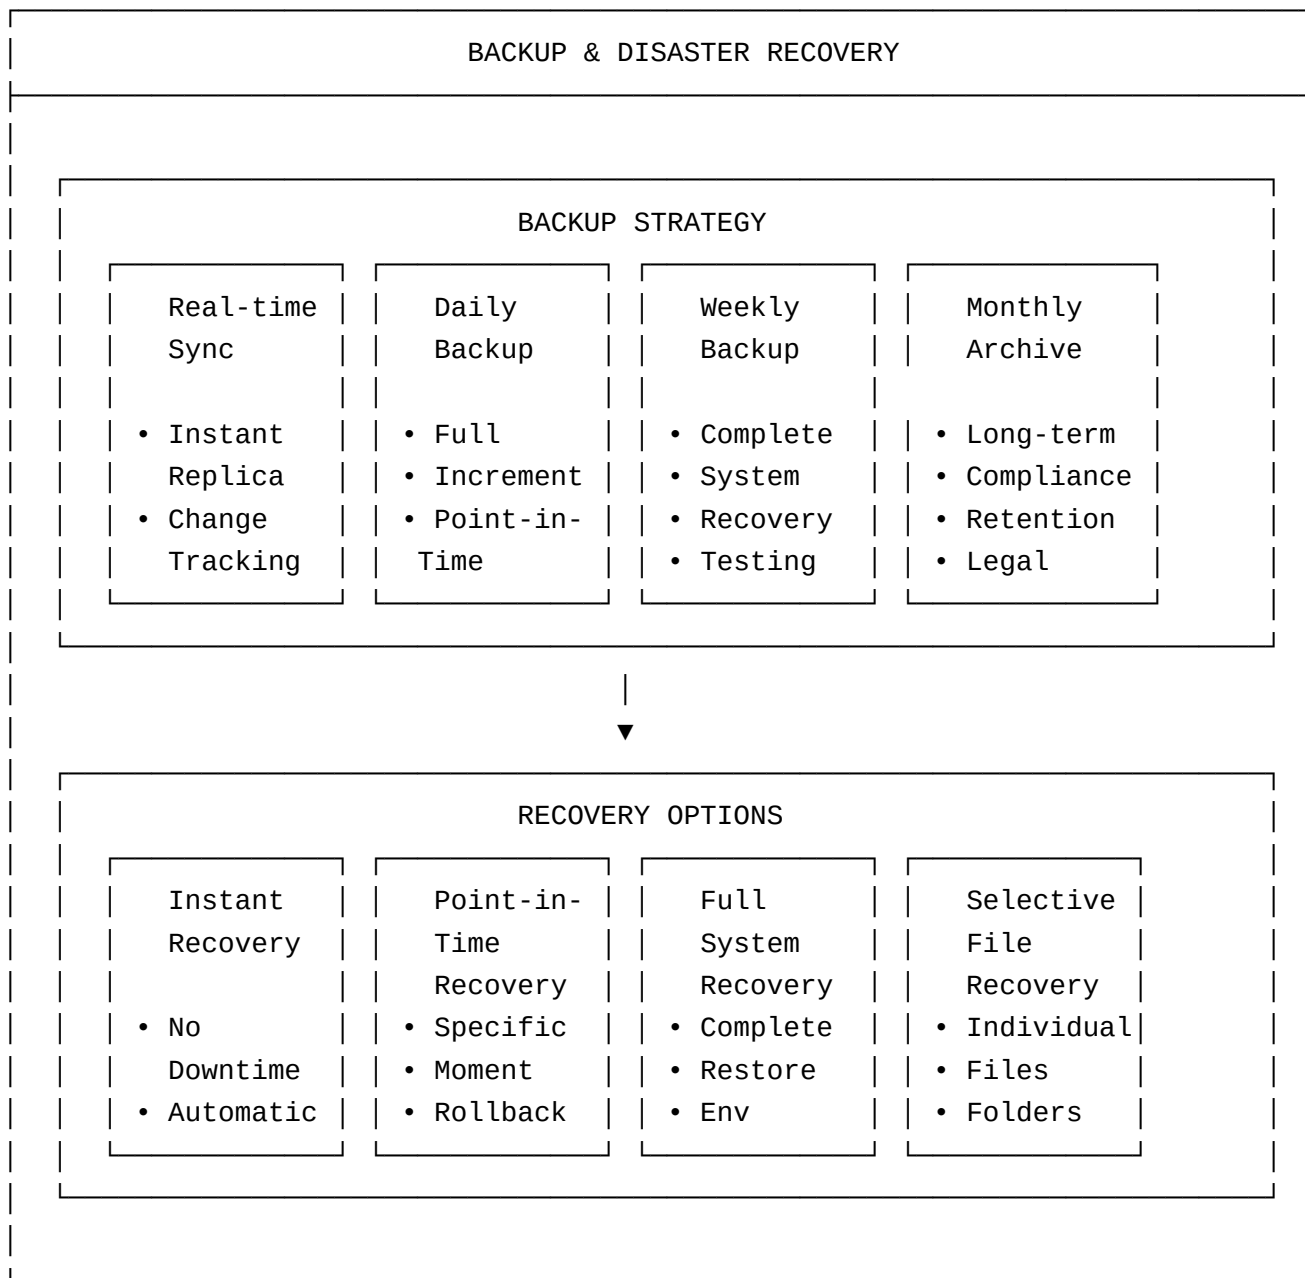 BACKUP & DISASTER RECOVERY
BACKUP STRATEGY
Real-time Daily Weekly Monthly
Sync Backup Backup Archive
• Instant • Full • Complete • Long-term
Replica • Increment • System • Compliance
• Change • Point-in- • Recovery • Retention
Tracking Time • Testing • Legal
▼
RECOVERY OPTIONS
Instant Point-in- Full Selective
Recovery Time System File
Recovery Recovery Recovery
• No • Specific • Complete • Individual
Downtime • Moment • Restore • Files
• Automatic • Rollback • Env • Folders